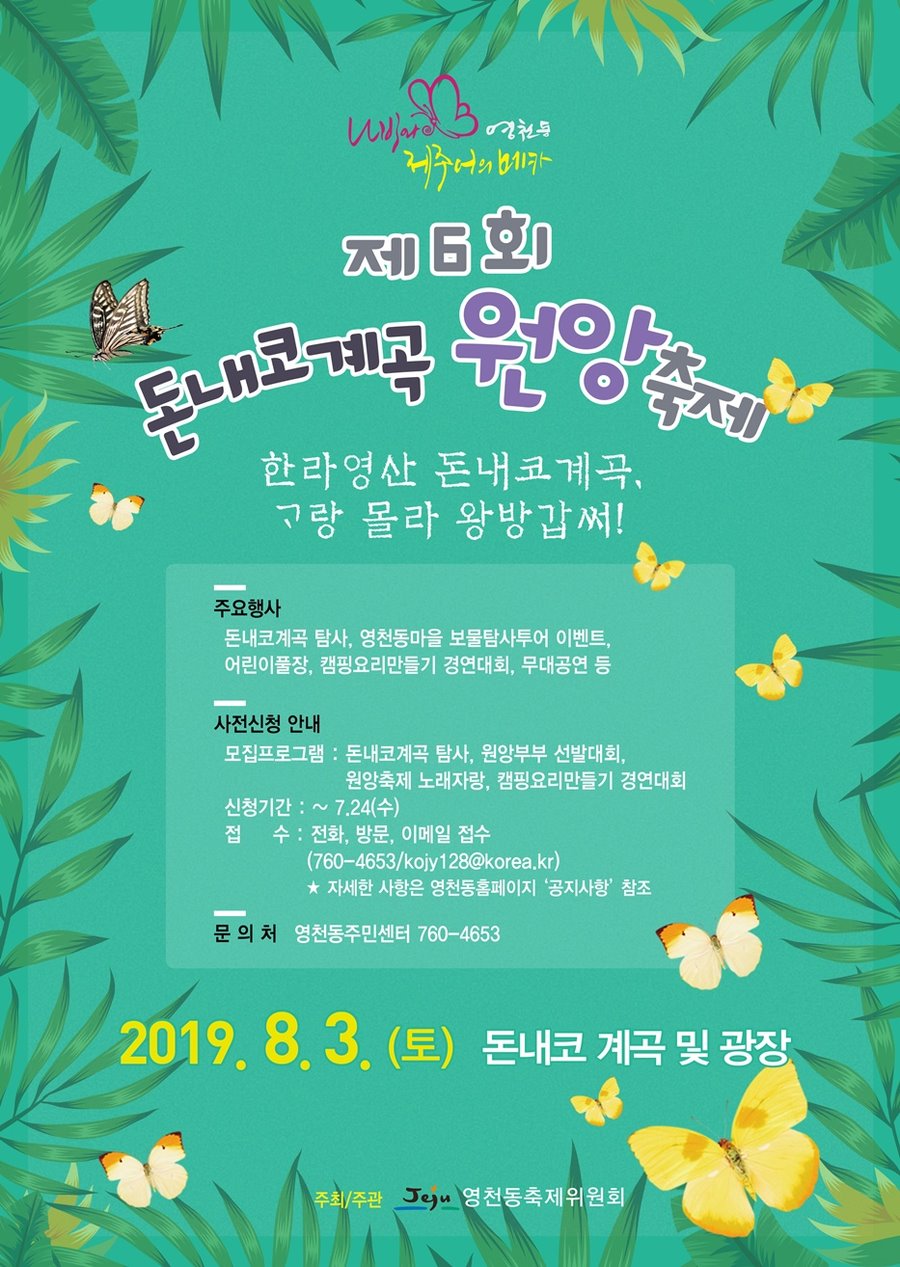 나비와 영천동
제주어의 메카
제6회
돈내코계곡 원앙축제
한라영산 돈내코계곡,
ᄀᆞ랑 몰라 왕방갑써!
주요행사
돈내코계곡 탐사, 영천동마을 보물탐사투어 이벤트,
어린이풀장, 캠핑요리만들기 경연대회, 무대공연 등
사전신청 안내
모집프로그램 : 돈내코계곡 탐사, 원앙부부 선발대회,
원앙축제 노래자랑, 캠핑요리만들기 경연대회
신청기간 : ~ 7.24(수)
접 수 : 전화, 방문, 이메일 접수
(760-4653/kojy128@korea.kr)
★ 자세한 사항은 영천동홈페이지 ‘공지사항’ 참조
문 의 처 영천동주민센터 760-4653
2019. 8. 3. (토) 돈내코 계곡 및 광장
주최/주관 Jeju 영천동축제위원회